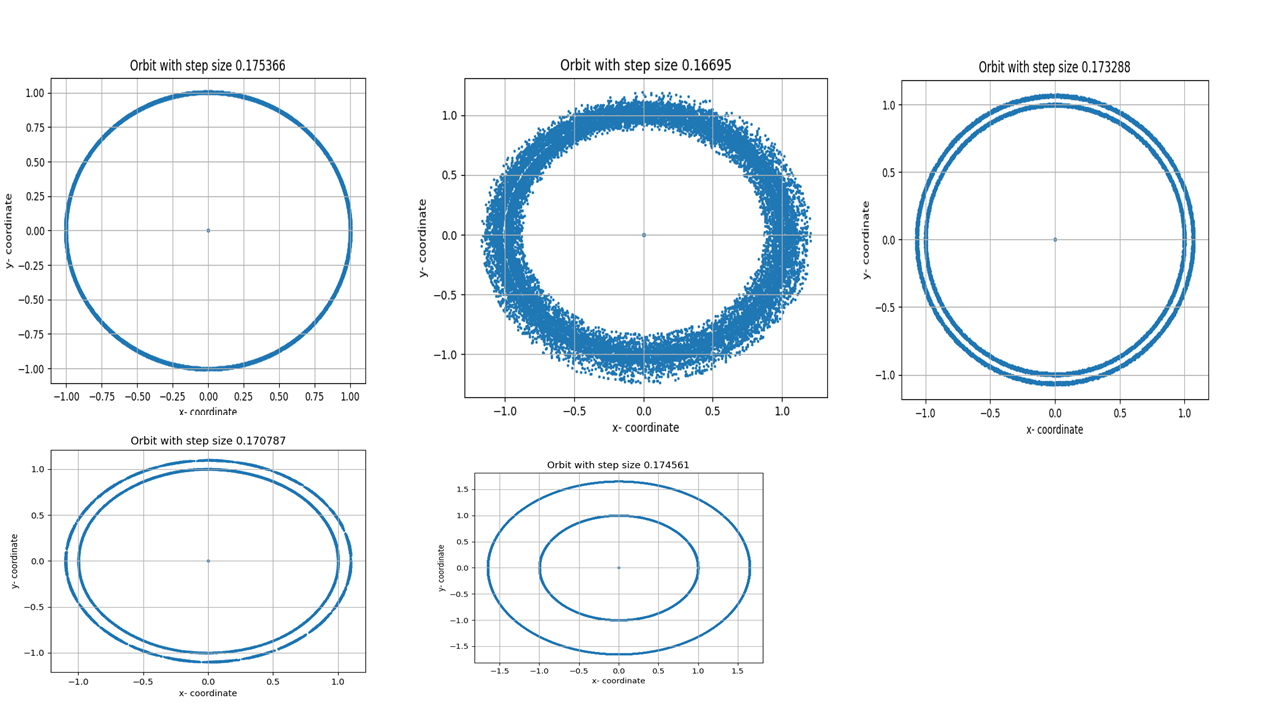 Orbit with step size 0.175366
1.00
0.75
0.50
0.25
0.00
−0.25
−0.50
−0.75
−1.00
y- coordinate
−1.00 −0.75 −0.50 −0.25 0.00 0.25 0.50 0.75 1.00
x- coordinate
Orbit with step size 0.16695
1.0
0.5
0.0
−0.5
−1.0
y- coordinate
−1.0 −0.5 0.0 0.5 1.0
x- coordinate
Orbit with step size 0.173288
1.0
0.5
0.0
−0.5
−1.0
y- coordinate
−1.0 −0.5 0.0 0.5 1.0
x- coordinate
Orbit with step size 0.170787
1.0
0.5
0.0
−0.5
−1.0
y- coordinate
−1.0 −0.5 0.0 0.5 1.0
x- coordinate
Orbit with step size 0.174561
1.5
1.0
0.5
0.0
−0.5
−1.0
−1.5
y- coordinate
−1.5 −1.0 −0.5 0.0 0.5 1.0 1.5
x- coordinate